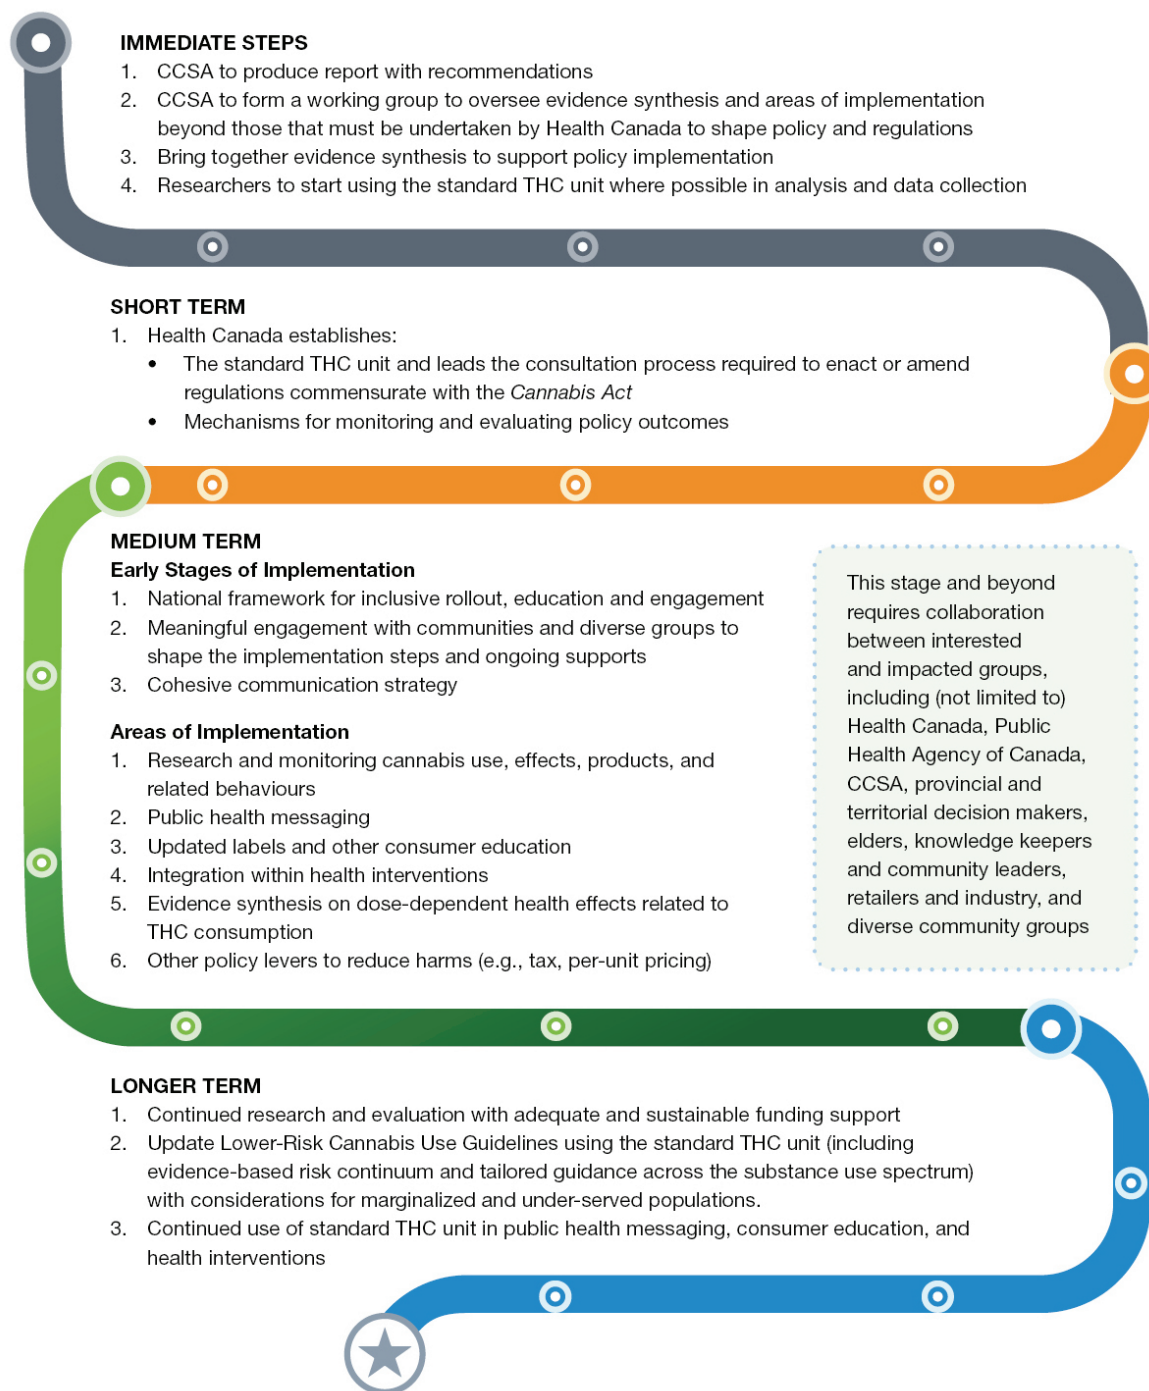 IMMEDIATE STEPS
1. CCSA to produce report with recommendations
2. CCSA to form a working group to oversee evidence synthesis and areas of implementation
beyond those that must be undertaken by Health Canada to shape policy and regulations
3. Bring together evidence synthesis to support policy implementation
4. Researchers to start using the standard THC unit where possible in analysis and data collection
SHORT TERM
1. Health Canada establishes:
• The standard THC unit and leads the consultation process required to enact or amend
regulations commensurate with the Cannabis Act
• Mechanisms for monitoring and evaluating policy outcomes
MEDIUM TERM
Early Stages of Implementation
1. National framework for inclusive rollout, education and engagement
2. Meaningful engagement with communities and diverse groups to
shape the implementation steps and ongoing supports
3. Cohesive communication strategy
Areas of Implementation
1. Research and monitoring cannabis use, effects, products, and
related behaviours
2. Public health messaging
3. Updated labels and other consumer education
4. Integration within health interventions
5. Evidence synthesis on dose-dependent health effects related to
THC consumption
6. Other policy levers to reduce harms (e.g., tax, per-unit pricing)
This stage and beyond
requires collaboration
between interested
and impacted groups,
including (not limited to)
Health Canada, Public
Health Agency of Canada,
CCSA, provincial and
territorial decision makers,
elders, knowledge keepers
and community leaders,
retailers and industry, and
diverse community groups
LONGER TERM
1. Continued research and evaluation with adequate and sustainable funding support
2. Update Lower-Risk Cannabis Use Guidelines using the standard THC unit (including
evidence-based risk continuum and tailored guidance across the substance use spectrum)
with considerations for marginalized and under-served populations.
3. Continued use of standard THC unit in public health messaging, consumer education, and
health interventions